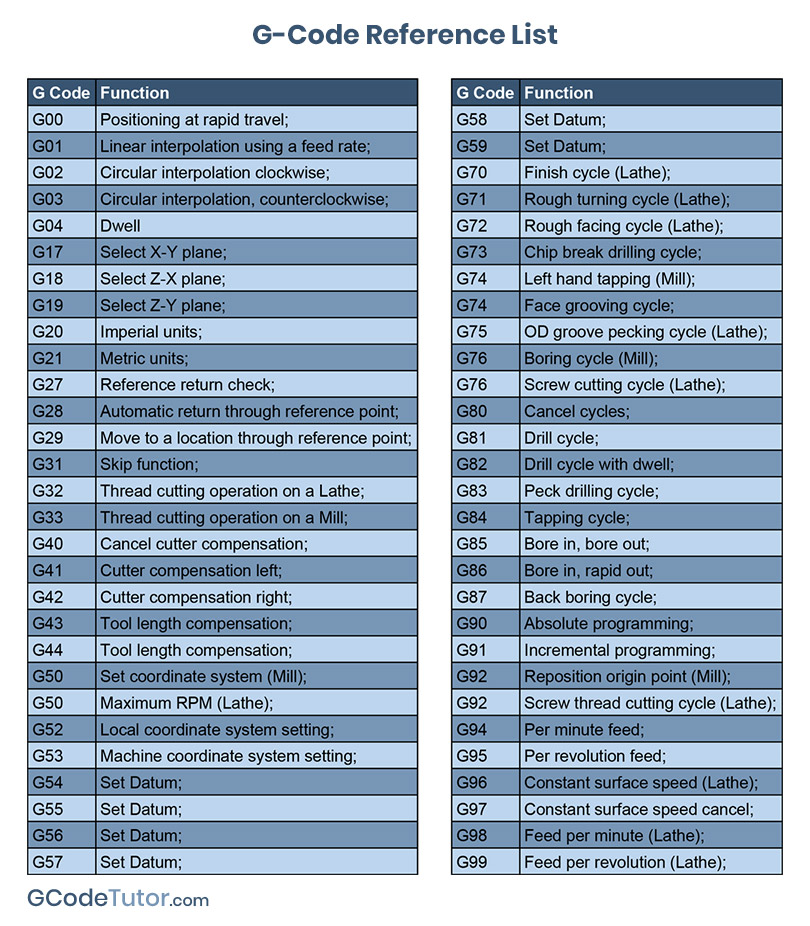 G-Code Reference List
G Code Function
G00 Positioning at rapid travel;
G01 Linear interpolation using a feed rate;
G02 Circular interpolation clockwise;
G03 Circular interpolation, counterclockwise;
G04 Dwell
G17 Select X-Y plane;
G18 Select Z-X plane;
G19 Select Z-Y plane;
G20 Imperial units;
G21 Metric units;
G27 Reference return check;
G28 Automatic return through reference point;
G29 Move to a location through reference point;
G31 Skip function;
G32 Thread cutting operation on a Lathe;
G33 Thread cutting operation on a Mill;
G40 Cancel cutter compensation;
G41 Cutter compensation left;
G42 Cutter compensation right;
G43 Tool length compensation;
G44 Tool length compensation;
G50 Set coordinate system (Mill);
G50 Maximum RPM (Lathe);
G52 Local coordinate system setting;
G53 Machine coordinate system setting;
G54 Set Datum;
G55 Set Datum;
G56 Set Datum;
G57 Set Datum;
G Code Function
G58 Set Datum;
G59 Set Datum;
G70 Finish cycle (Lathe);
G71 Rough turning cycle (Lathe);
G72 Rough facing cycle (Lathe);
G73 Chip break drilling cycle;
G74 Left hand tapping (Mill);
G74 Face grooving cycle;
G75 OD groove pecking cycle (Lathe);
G76 Boring cycle (Mill);
G76 Screw cutting cycle (Lathe);
G80 Cancel cycles;
G81 Drill cycle;
G82 Drill cycle with dwell;
G83 Peck drilling cycle;
G84 Tapping cycle;
G85 Bore in, bore out;
G86 Bore in, rapid out;
G87 Back boring cycle;
G90 Absolute programming;
G91 Incremental programming;
G92 Reposition origin point (Mill);
G92 Screw thread cutting cycle (Lathe);
G94 Per minute feed;
G95 Per revolution feed;
G96 Constant surface speed (Lathe);
G97 Constant surface speed cancel;
G98 Feed per minute (Lathe);
G99 Feed per revolution (Lathe);
GCodeTutor.com